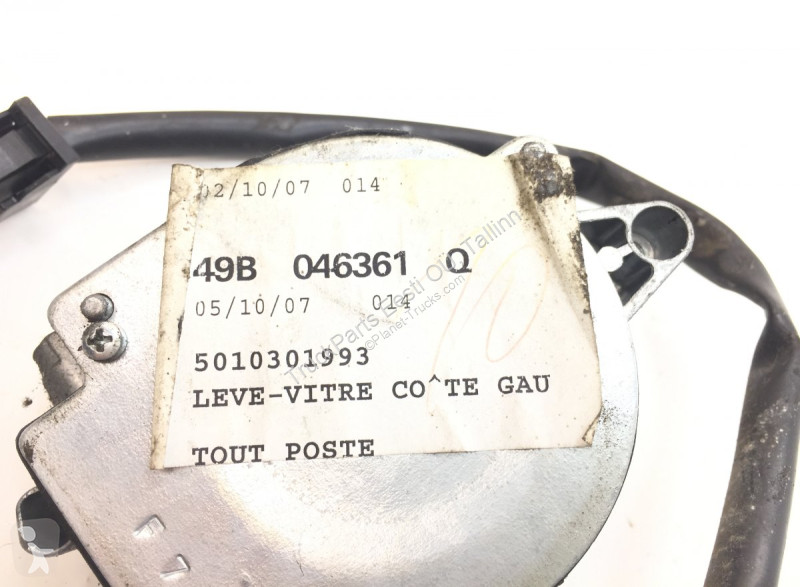 02/10/07 014
49B 046361 Q
05/10/07 014
5010301993
LEVE-VITRE CO^TE GAU
TOUT POSTE
TruckParts Eesti OÜ, Tallinn
©Planet-Trucks.com